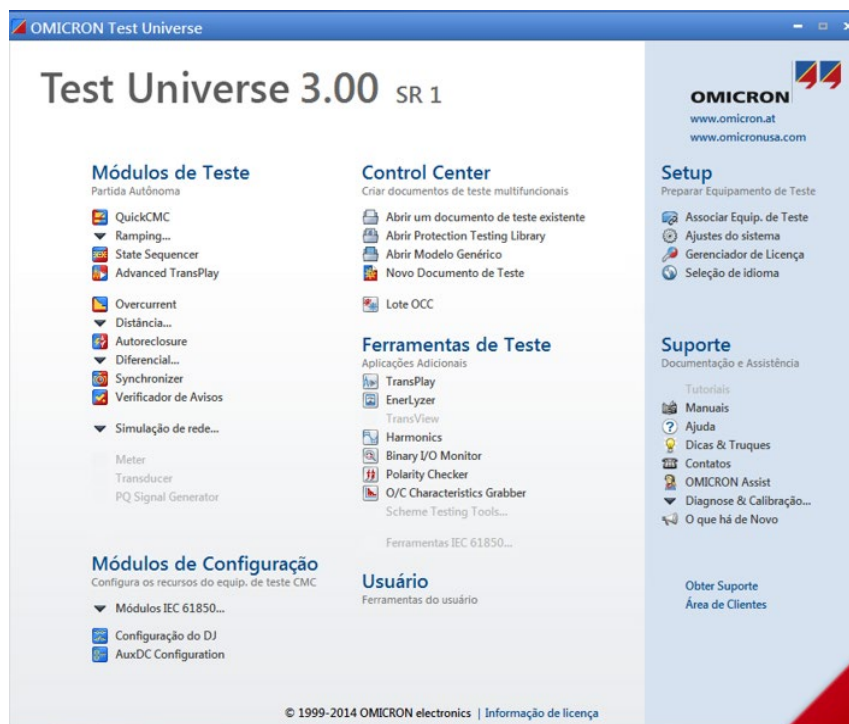 OMICRON Test Universe
Test Universe 3.00 SR 1
OMICRON
www.omicron.at
www.omicronusa.com
Módulos de Teste
Partida Autônoma
QuickCMC
Ramping...
State Sequencer
Advanced TransPlay
Overcurrent
Distância...
Autoreclosure
Diferencial...
Synchronizer
Verificador de Avisos
Simulação de rede...
Meter
Transducer
PQ Signal Generator
Módulos de Configuração
Configura os recursos do equip. de teste CMC
Módulos IEC 61850...
Configuração do DJ
AuxDC Configuration
Control Center
Criar documentos de teste multifuncionais
Abrir um documento de teste existente
Abrir Protection Testing Library
Abrir Modelo Genérico
Novo Documento de Teste
Lote OCC
Ferramentas de Teste
Aplicações Adicionais
TransPlay
EnerLyzer
TransView
Harmonics
Binary I/O Monitor
Polarity Checker
O/C Characteristics Grabber
Scheme Testing Tools...
Ferramentas IEC 61850...
Usuário
Ferramentas do usuário
Setup
Preparar Equipamento de Teste
Associar Equip. de Teste
Ajustes do sistema
Gerenciador de Licença
Seleção de idioma
Suporte
Documentação e Assistência
Tutoriais
Manuais
Ajuda
Dicas & Truques
Contatos
OMICRON Assist
Diagnose & Calibração...
O que há de Novo
Obter Suporte
Área de Clientes
© 1999-2014 OMICRON electronics | Informação de licença